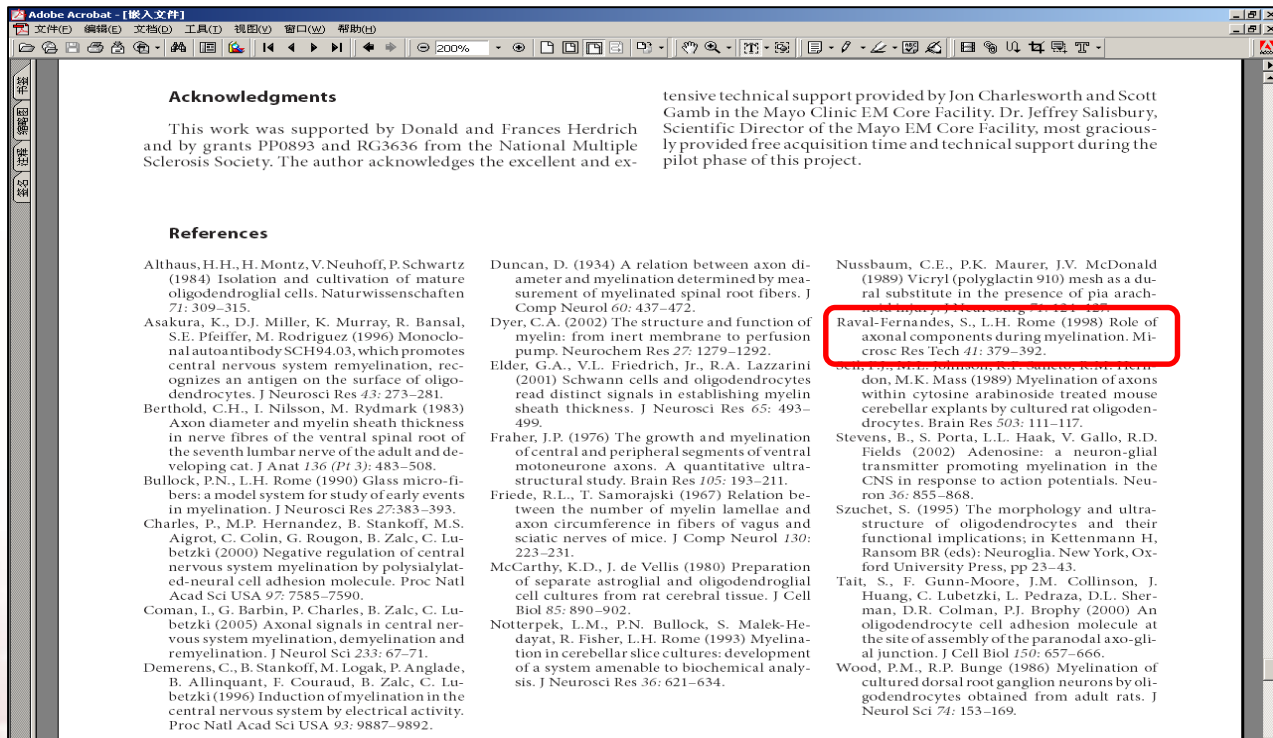 Adobe Acrobat - [嵌入文件]
文件(F) 编辑(E) 文档(D) 工具(T) 视图(V) 窗口(W) 帮助(H)
200%
Acknowledgments
This work was supported by Donald and Frances Herdrich
and by grants PP0893 and RG3636 from the National Multiple
Sclerosis Society. The author acknowledges the excellent and ex-
tensive technical support provided by Jon Charlesworth and Scott
Gamb in the Mayo Clinic EM Core Facility. Dr. Jeffrey Salisbury,
Scientific Director of the Mayo EM Core Facility, most gracious-
ly provided free acquisition time and technical support during the
pilot phase of this project.
References
Althaus, H.H., H. Montz, V. Neuhoff, P. Schwartz
(1984) Isolation and cultivation of mature
oligodendroglial cells. Naturwissenschaften
71: 309–315.
Asakura, K., D.J. Miller, K. Murray, R. Bansal,
S.E. Pfeiffer, M. Rodriguez (1996) Monoclo-
nal autoantibody SCH94.03, which promotes
central nervous system remyelination, rec-
ognizes an antigen on the surface of oligo-
dendrocytes. J Neurosci Res 43: 273–281.
Berthold, C.H., I. Nilsson, M. Rydmark (1983)
Axon diameter and myelin sheath thickness
in nerve fibres of the ventral spinal root of
the seventh lumbar nerve of the adult and de-
veloping cat. J Anat 136 (Pt 3): 483–508.
Bullock, P.N., L.H. Rome (1990) Glass micro-fi-
bers: a model system for study of early events
in myelination. J Neurosci Res 27:383–393.
Charles, P., M.P. Hernandez, B. Stankoff, M.S.
Aigrot, C. Colin, G. Rougon, B. Zalc, C. Lu-
betzki (2000) Negative regulation of central
nervous system myelination by polysialylat-
ed-neural cell adhesion molecule. Proc Natl
Acad Sci USA 97: 7585–7590.
Coman, I., G. Barbin, P. Charles, B. Zalc, C. Lu-
betzki (2005) Axonal signals in central ner-
vous system myelination, demyelination and
remyelination. J Neurol Sci 233: 67–71.
Demerens, C., B. Stankoff, M. Logak, P. Anglade,
B. Allinquant, F. Couraud, B. Zalc, C. Lu-
betzki (1996) Induction of myelination in the
central nervous system by electrical activity.
Proc Natl Acad Sci USA 93: 9887–9892.
Duncan, D. (1934) A relation between axon di-
ameter and myelination determined by mea-
surement of myelinated spinal root fibers. J
Comp Neurol 60: 437–472.
Dyer, C.A. (2002) The structure and function of
myelin: from inert membrane to perfusion
pump. Neurochem Res 27: 1279–1292.
Elder, G.A., V.L. Friedrich, Jr., R.A. Lazzarini
(2001) Schwann cells and oligodendrocytes
read distinct signals in establishing myelin
sheath thickness. J Neurosci Res 65: 493–
499.
Fraher, J.P. (1976) The growth and myelination
of central and peripheral segments of ventral
motoneurone axons. A quantitative ultra-
structural study. Brain Res 105: 193–211.
Friede, R.L., T. Samorajski (1967) Relation be-
tween the number of myelin lamellae and
axon circumference in fibers of vagus and
sciatic nerves of mice. J Comp Neurol 130:
223–231.
McCarthy, K.D., J. de Vellis (1980) Preparation
of separate astroglial and oligodendroglial
cell cultures from rat cerebral tissue. J Cell
Biol 85: 890–902.
Notterpek, L.M., P.N. Bullock, S. Malek-He-
dayat, R. Fisher, L.H. Rome (1993) Myelina-
tion in cerebellar slice cultures: development
of a system amenable to biochemical analy-
sis. J Neurosci Res 36: 621–634.
Nussbaum, C.E., P.K. Maurer, J.V. McDonald
(1989) Vicryl (polyglactin 910) mesh as a du-
ral substitute in the presence of pia arach-
noid injury. J Neurosurg 71: 124–127.
Raval-Fernandes, S., L.H. Rome (1998) Role of
axonal components during myelination. Mi-
crosc Res Tech 41: 379–392.
Seil, F.J., M.L. Johnson, R.P. Saneto, R.M. Hern-
don, M.K. Mass (1989) Myelination of axons
within cytosine arabinoside treated mouse
cerebellar explants by cultured rat oligoden-
drocytes. Brain Res 503: 111–117.
Stevens, B., S. Porta, L.L. Haak, V. Gallo, R.D.
Fields (2002) Adenosine: a neuron-glial
transmitter promoting myelination in the
CNS in response to action potentials. Neu-
ron 36: 855–868.
Szuchet, S. (1995) The morphology and ultra-
structure of oligodendrocytes and their
functional implications; in Kettenmann H,
Ransom BR (eds): Neuroglia. New York, Ox-
ford University Press, pp 23–43.
Tait, S., F. Gunn-Moore, J.M. Collinson, J.
Huang, C. Lubetzki, L. Pedraza, D.L. Sher-
man, D.R. Colman, P.J. Brophy (2000) An
oligodendrocyte cell adhesion molecule at
the site of assembly of the paranodal axo-gli-
al junction. J Cell Biol 150: 657–666.
Wood, P.M., R.P. Bunge (1986) Myelination of
cultured dorsal root ganglion neurons by oli-
godendrocytes obtained from adult rats. J
Neurol Sci 74: 153–169.